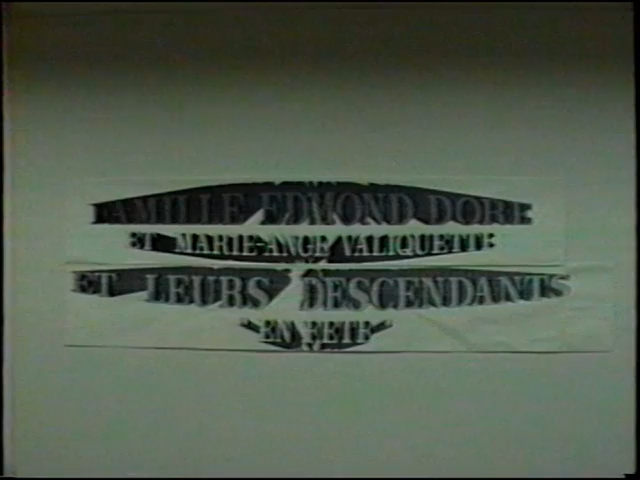 FAMILLE EDMOND DORE
ET MARIE-ANGE VALIQUETTE
ET LEURS DESCENDANTS
EN FETE